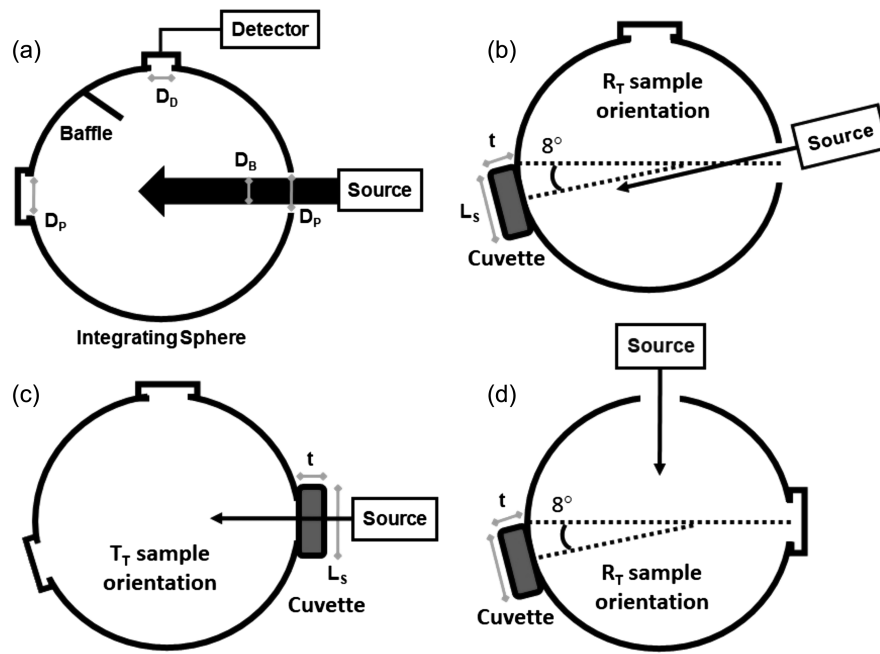 (a)
Detector
D_D
Baffle
D_B
Source
D_P
D_P
Integrating Sphere
(b)
R_T sample
orientation
Source
8°
t
L_S
Cuvette
(c)
t
Source
T_T sample
orientation
L_S
Cuvette
(d)
Source
t
8°
R_T sample
orientation
Cuvette